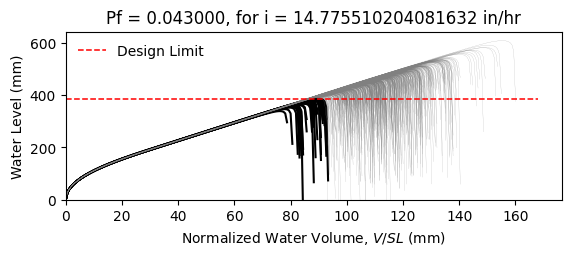 Pf = 0.043000, for i = 14.775510204081632 in/hr
Water Level (mm)
600
400
200
0
Design Limit
0 20 40 60 80 100 120 140 160
Normalized Water Volume, V/SL (mm)